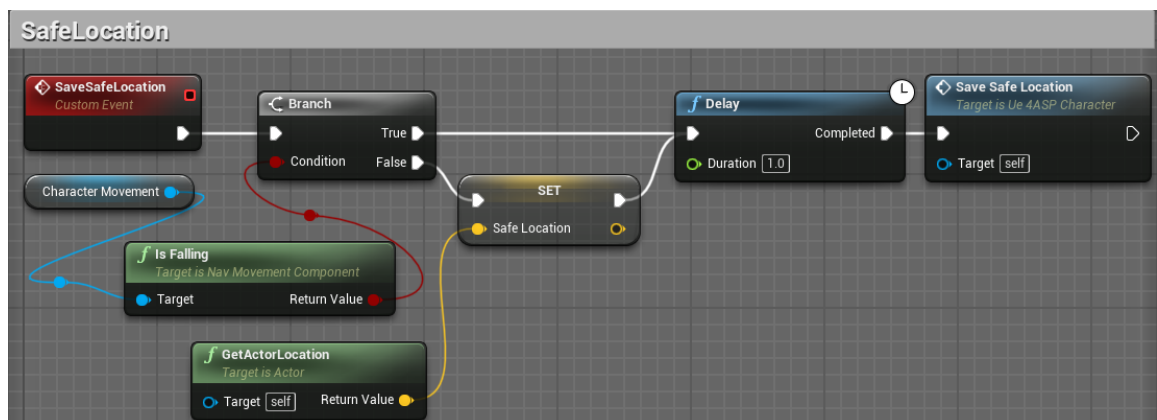 SafeLocation
SaveSafeLocation
Custom Event
Branch
True
Condition
False
Delay
Completed
Duration 1.0
Save Safe Location
Target is Ue 4ASP Character
Target self
Character Movement
SET
Safe Location
f Is Falling
Target is Nav Movement Component
Target Return Value
f GetActorLocation
Target is Actor
Target self Return Value